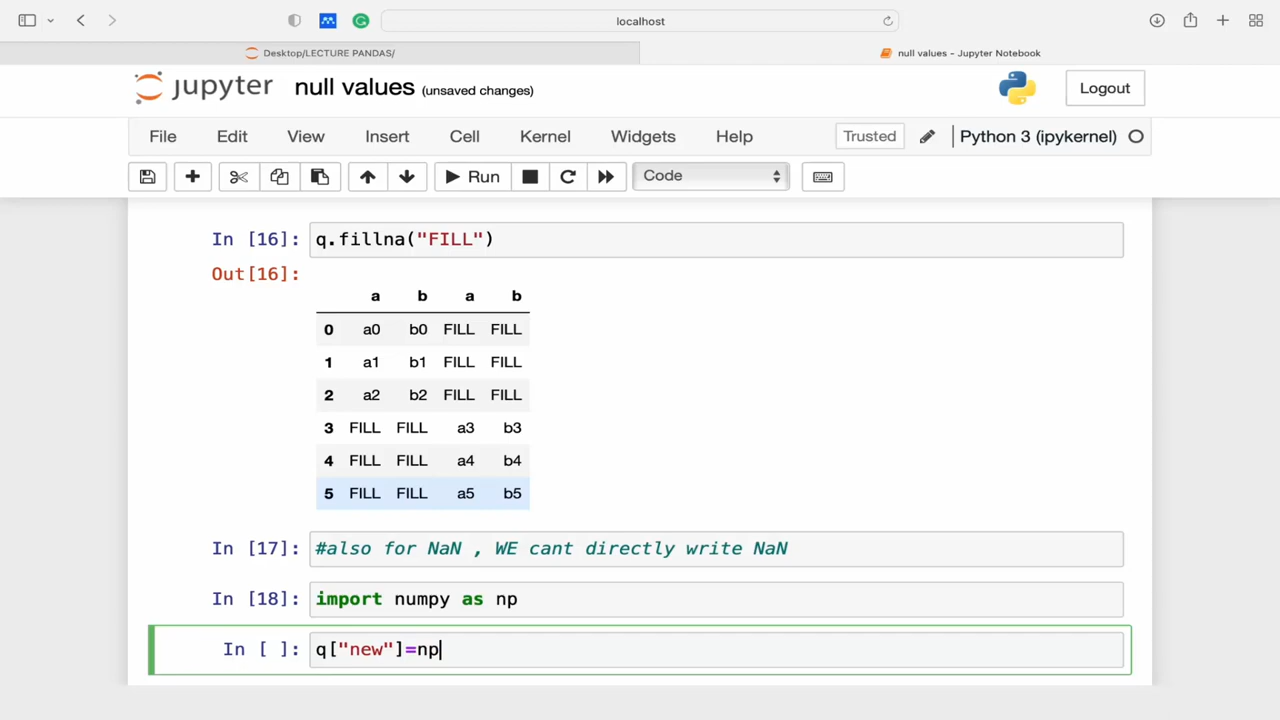 localhost
Desktop/LECTURE PANDAS/
null values - Jupyter Notebook
jupyter null values (unsaved changes)
Logout
File Edit View Insert Cell Kernel Widgets Help Trusted Python 3 (ipykernel)
Run Code
In [16]: q.fillna("FILL")
Out[16]:
a b a b
0 a0 b0 FILL FILL
1 a1 b1 FILL FILL
2 a2 b2 FILL FILL
3 FILL FILL a3 b3
4 FILL FILL a4 b4
5 FILL FILL a5 b5
In [17]: #also for NaN , WE cant directly write NaN
In [18]: import numpy as np
In [ ]: q["new"]=np